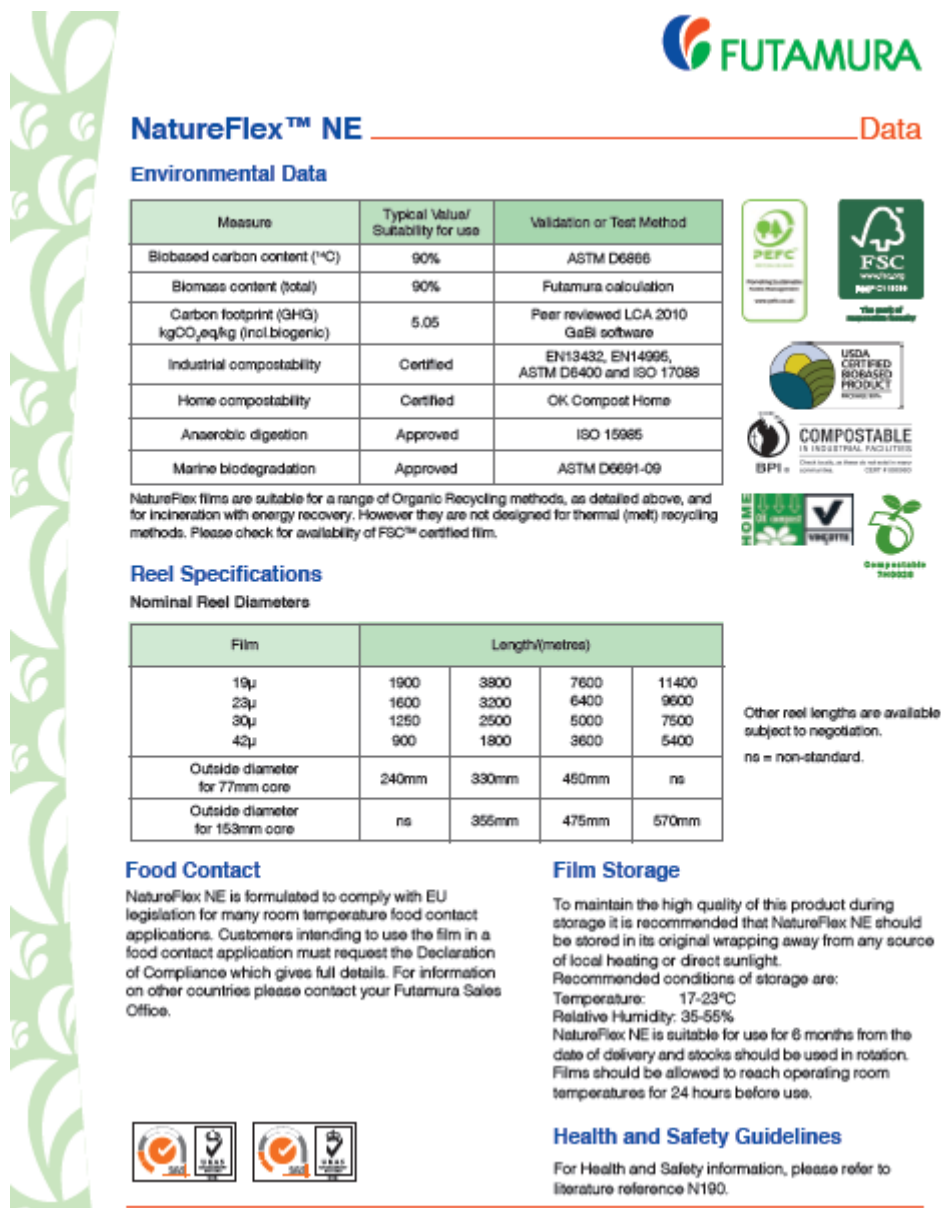 FUTAMURA
NatureFlex™ NE Data
Environmental Data
Measure Typical Value/ Suitability for use Validation or Test Method
Biobased carbon content (¹⁴C) 90% ASTM D6866
Biomass content (total) 90% Futamura calculation
Carbon footprint (GHG) kgCO₂eq/kg (incl.biogenic) 5.05 Peer reviewed LCA 2010 GaBi software
Industrial compostability Certified EN13432, EN14995, ASTM D6400 and ISO 17088
Home compostability Certified OK Compost Home
Anaerobic digestion Approved ISO 15985
Marine biodegradation Approved ASTM D6691-09
PEFC
FSC
USDA
CERTIFIED
BIOBASED
PRODUCT
COMPOSTABLE
IN INDUSTRIAL FACILITIES
BPI
HOME
OK compost
VINÇOTTE
Compostable
NatureFlex films are suitable for a range of Organic Recycling methods, as detailed above, and
for incineration with energy recovery. However they are not designed for thermal (melt) recycling
methods. Please check for availability of FSC™ certified film.
Reel Specifications
Nominal Reel Diameters
Film Length/(metres)
19µ 1900 3800 7600 11400
23µ 1600 3200 6400 9600
30µ 1250 2500 5000 7500
42µ 900 1800 3600 5400
Outside diameter for 77mm core 240mm 330mm 450mm ns
Outside diameter for 153mm core ns 355mm 475mm 570mm
Other reel lengths are available
subject to negotiation.
ns = non-standard.
Food Contact
NatureFlex NE is formulated to comply with EU
legislation for many room temperature food contact
applications. Customers intending to use the film in a
food contact application must request the Declaration
of Compliance which gives full details. For information
on other countries please contact your Futamura Sales
Office.
Film Storage
To maintain the high quality of this product during
storage it is recommended that NatureFlex NE should
be stored in its original wrapping away from any source
of local heating or direct sunlight.
Recommended conditions of storage are:
Temperature: 17-23ºC
Relative Humidity: 35-55%
NatureFlex NE is suitable for use for 6 months from the
date of delivery and stocks should be used in rotation.
Films should be allowed to reach operating room
temperatures for 24 hours before use.
Health and Safety Guidelines
For Health and Safety information, please refer to
literature reference N190.
SGS
UKAS
SGS
UKAS